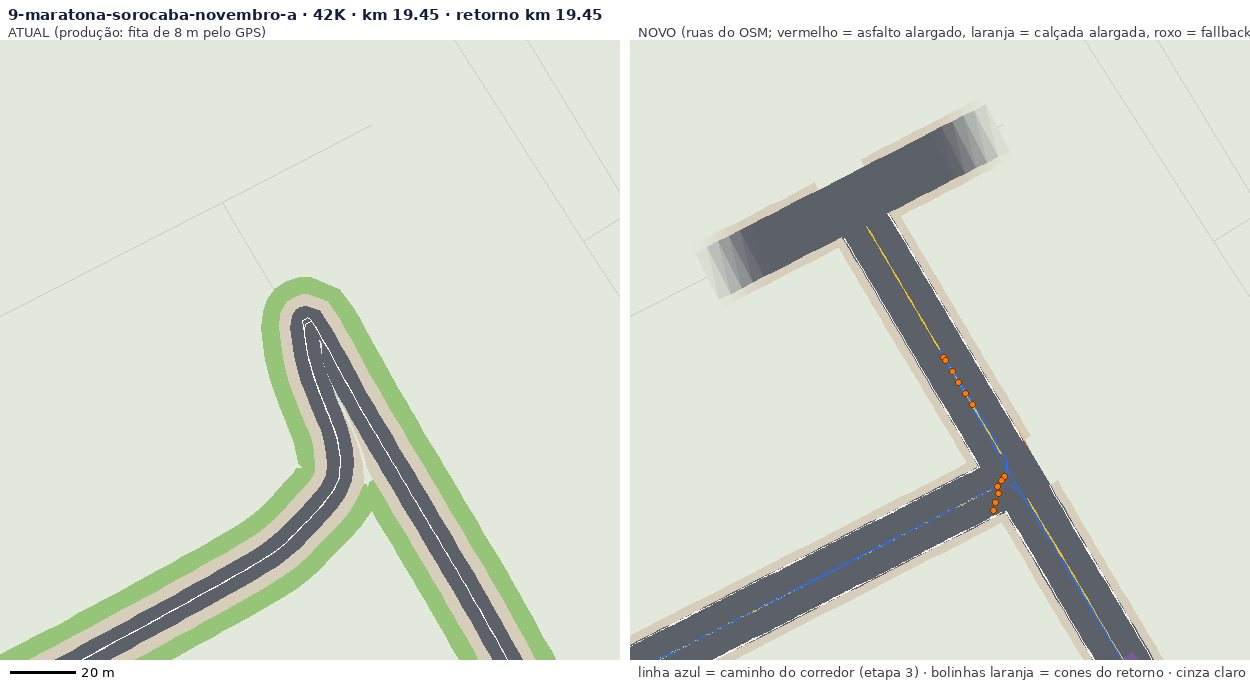 9-maratona-sorocaba-novembro-a · 42K · km 19.45 · retorno km 19.45
ATUAL (produção: fita de 8 m pelo GPS)
NOVO (ruas do OSM; vermelho = asfalto alargado, laranja = calçada alargada, roxo = fallback
20 m
linha azul = caminho do corredor (etapa 3) · bolinhas laranja = cones do retorno · cinza claro